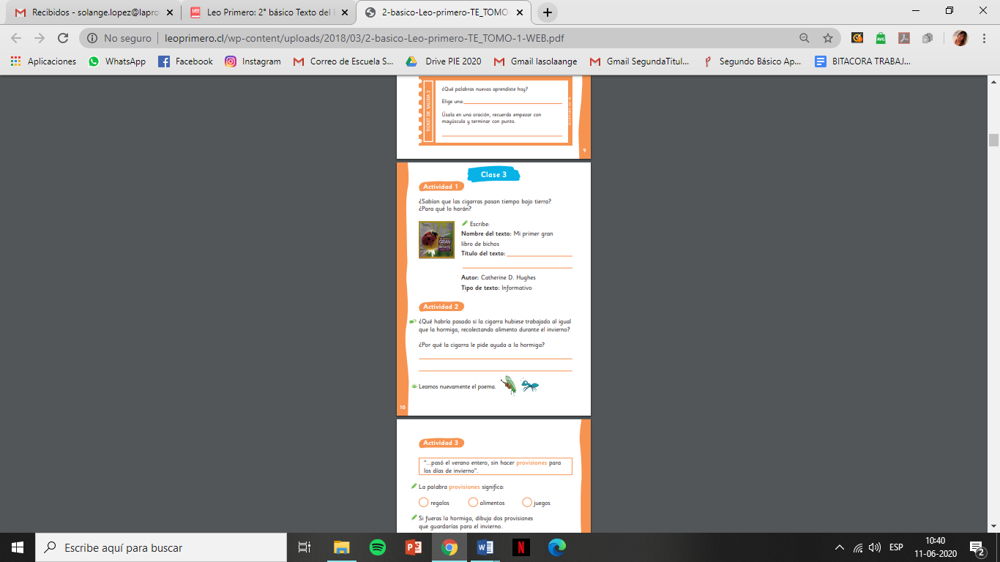 Recibidos - solange.lopez@lapro
Leo Primero: 2° básico Texto del E
2-basico-Leo-primero-TE_TOMO-
No seguro
leoprimero.cl/wp-content/uploads/2018/03/2-basico-Leo-primero-TE_TOMO-1-WEB.pdf
Aplicaciones
WhatsApp
Facebook
Instagram
Correo de Escuela S...
Drive PIE 2020
Gmail lasolaange
Gmail SegundaTitul...
Segundo Básico Ap...
BITACORA TRABAJ...
TICKET DE SALIDA 2
¿Qué palabras nuevas aprendiste hoy?
Elige una:
Úsala en una oración, recuerda empezar con
mayúscula y terminar con punto.
9
Clase 3
Actividad 1
¿Sabían que las cigarras pasan tiempo bajo tierra?
¿Para qué lo harán?
GRAN
BICHOS
Escribe:
Nombre del texto: Mi primer gran
libro de bichos
Título del texto:
Autor: Catherine D. Hughes
Tipo de texto: Informativo
Actividad 2
¿Qué habría pasado si la cigarra hubiese trabajado al igual
que la hormiga, recolectando alimento durante el invierno?
¿Por qué la cigarra le pide ayuda a la hormiga?
Leamos nuevamente el poema.
10
Actividad 3
"...pasó el verano entero, sin hacer provisiones para
los días de invierno".
La palabra provisiones significa:
regalos
alimentos
juegos
Si fueras la hormiga, dibuja dos provisiones
que guardarías para el invierno.
Escribe aquí para buscar
ESP
10:40
11-06-2020
2